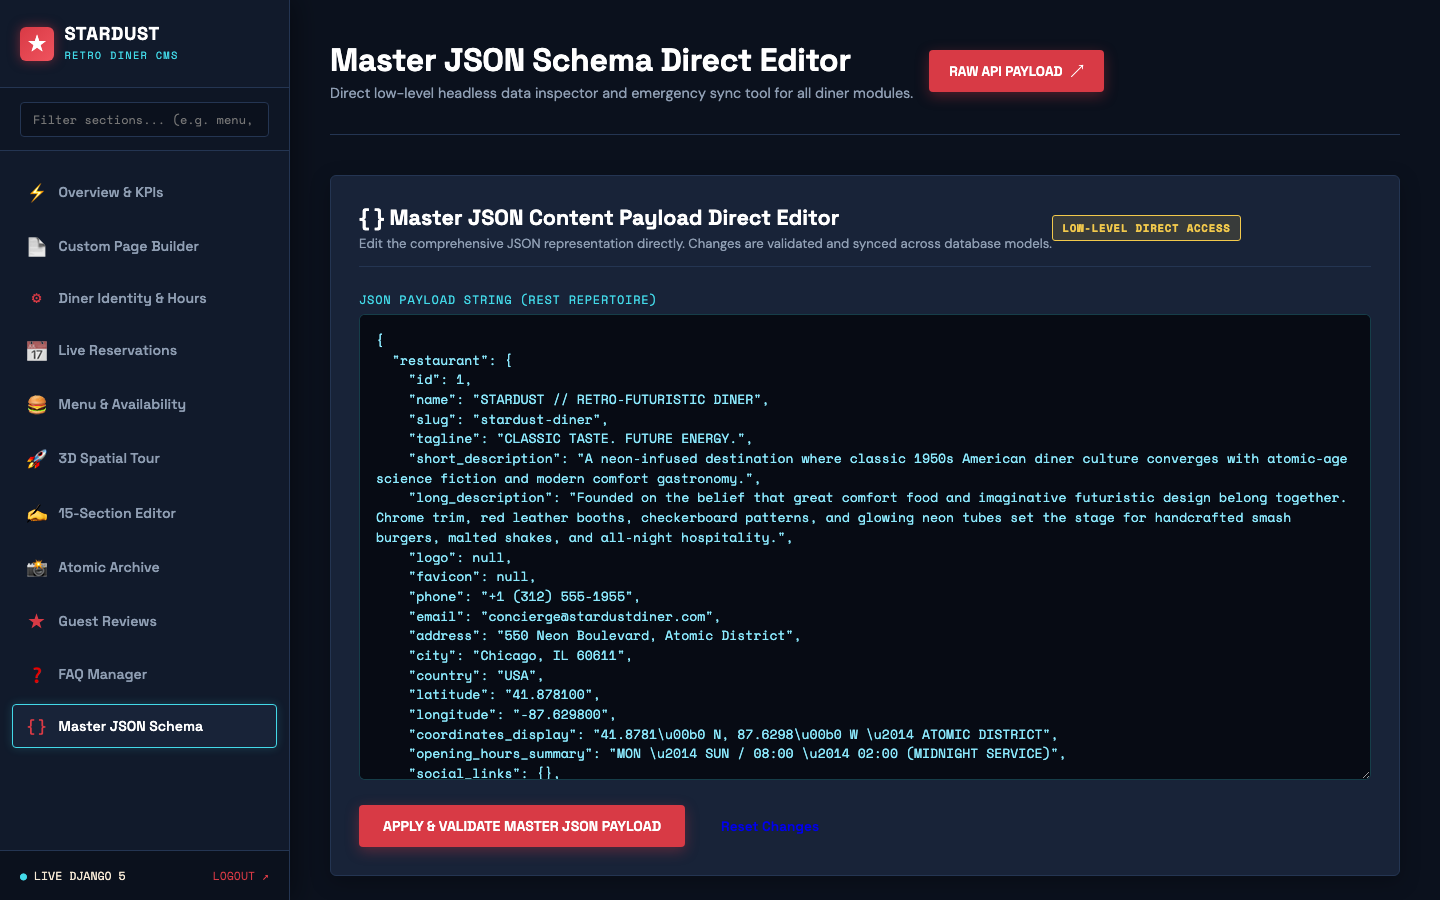 STARDUST
RETRO DINER CMS
Filter sections... (e.g. menu,
Overview & KPIs
Custom Page Builder
Diner Identity & Hours
17
Live Reservations
Menu & Availability
3D Spatial Tour
15-Section Editor
Atomic Archive
Guest Reviews
FAQ Manager
{ } Master JSON Schema
LIVE DJANGO 5
LOGOUT ↗
Master JSON Schema Direct Editor
Direct low-level headless data inspector and emergency sync tool for all diner modules.
RAW API PAYLOAD ↗
{ } Master JSON Content Payload Direct Editor
Edit the comprehensive JSON representation directly. Changes are validated and synced across database models.
LOW-LEVEL DIRECT ACCESS
JSON PAYLOAD STRING (REST REPERTOIRE)
{
"restaurant": {
"id": 1,
"name": "STARDUST // RETRO-FUTURISTIC DINER",
"slug": "stardust-diner",
"tagline": "CLASSIC TASTE. FUTURE ENERGY.",
"short_description": "A neon-infused destination where classic 1950s American diner culture converges with atomic-age
science fiction and modern comfort gastronomy.",
"long_description": "Founded on the belief that great comfort food and imaginative futuristic design belong together.
Chrome trim, red leather booths, checkerboard patterns, and glowing neon tubes set the stage for handcrafted smash
burgers, malted shakes, and all-night hospitality.",
"logo": null,
"favicon": null,
"phone": "+1 (312) 555-1955",
"email": "concierge@stardustdiner.com",
"address": "550 Neon Boulevard, Atomic District",
"city": "Chicago, IL 60611",
"country": "USA",
"latitude": "41.878100",
"longitude": "-87.629800",
"coordinates_display": "41.8781\u00b0 N, 87.6298\u00b0 W \u2014 ATOMIC DISTRICT",
"opening_hours_summary": "MON \u2014 SUN / 08:00 \u2014 02:00 (MIDNIGHT SERVICE)",
"social_links": {},
APPLY & VALIDATE MASTER JSON PAYLOAD
Reset Changes